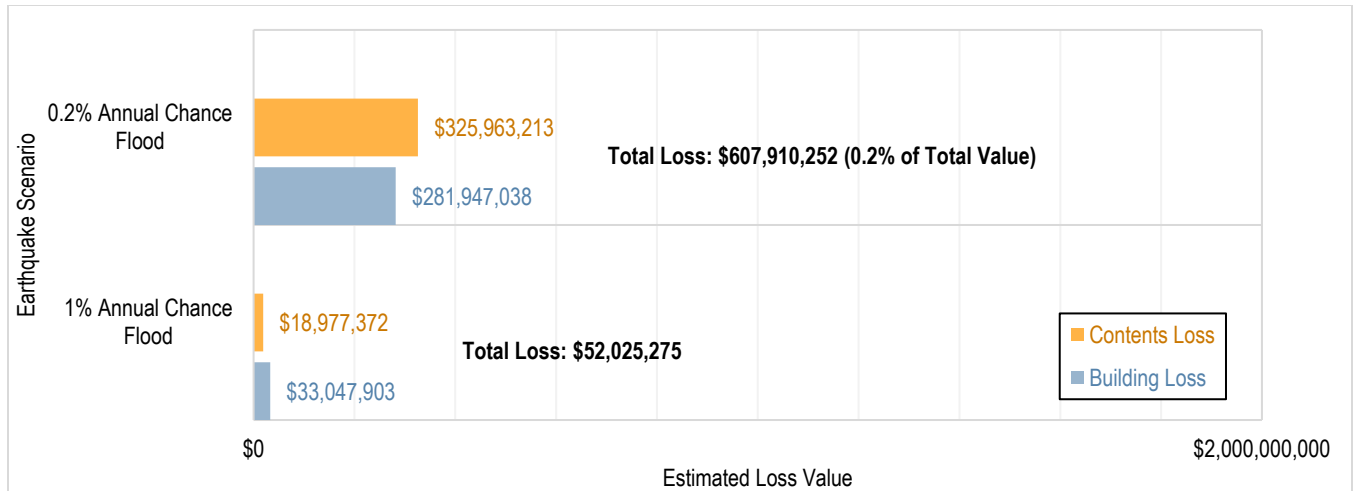 Earthquake Scenario
0.2% Annual Chance
Flood
$325,963,213
$281,947,038
Total Loss: $607,910,252 (0.2% of Total Value)
1% Annual Chance
Flood
$18,977,372
$33,047,903
Total Loss: $52,025,275
Contents Loss
Building Loss
$0
$2,000,000,000
Estimated Loss Value